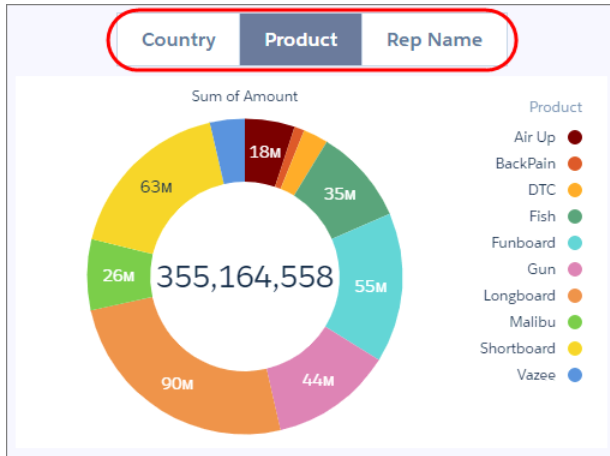 Country Product Rep Name
Sum of Amount
Product
Air Up
BackPain
DTC
Fish
Funboard
Gun
Longboard
Malibu
Shortboard
Vazee
18M
35M
55M
44M
90M
26M
63M
355,164,558